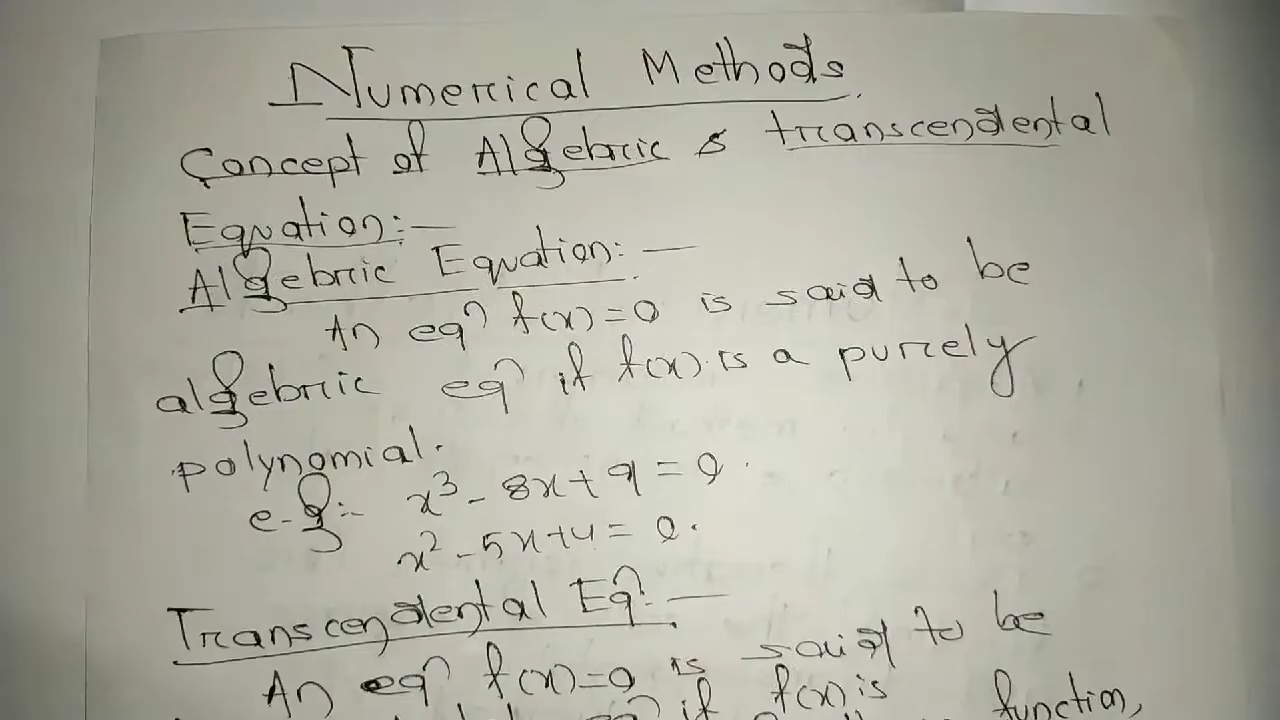 Numerical Methods
Concept of Algebric & transcendental
Equation:—
Algebric Equation:—
An eqn f(x)=0 is said to be
algebric eqn if f(x) is a purely
polynomial.
e.g:- x³ - 8x + 9 = 0.
x² - 5x + 4 = 0.
Transcendental Eqn:—
An eqn f(x)=0 is said to be
if f(x) is function,